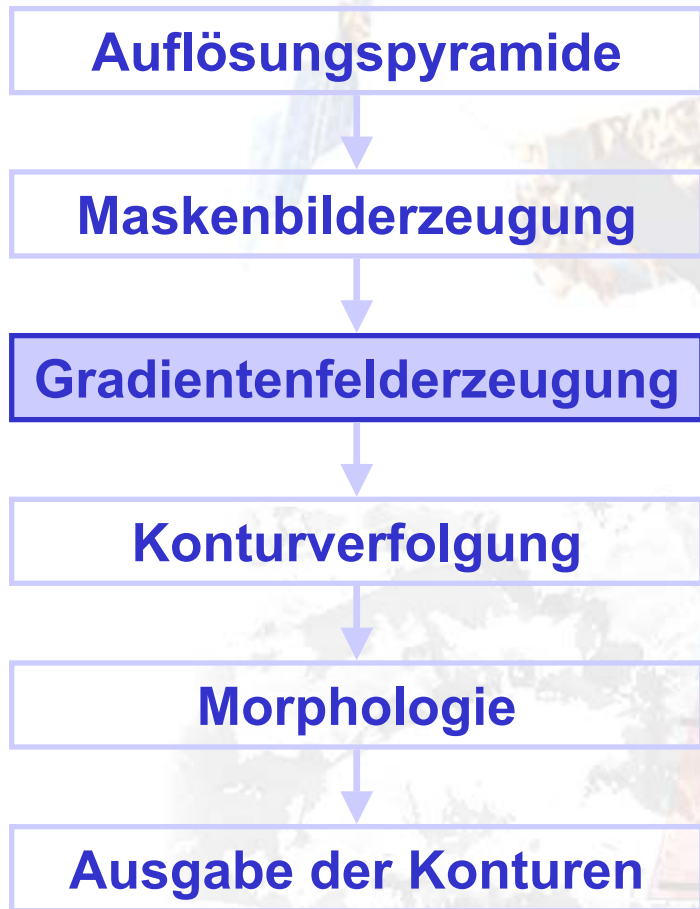 Auflösungspyramide
Maskenbilderzeugung
Gradientenfelderzeugung
Konturverfolgung
Morphologie
Ausgabe der Konturen